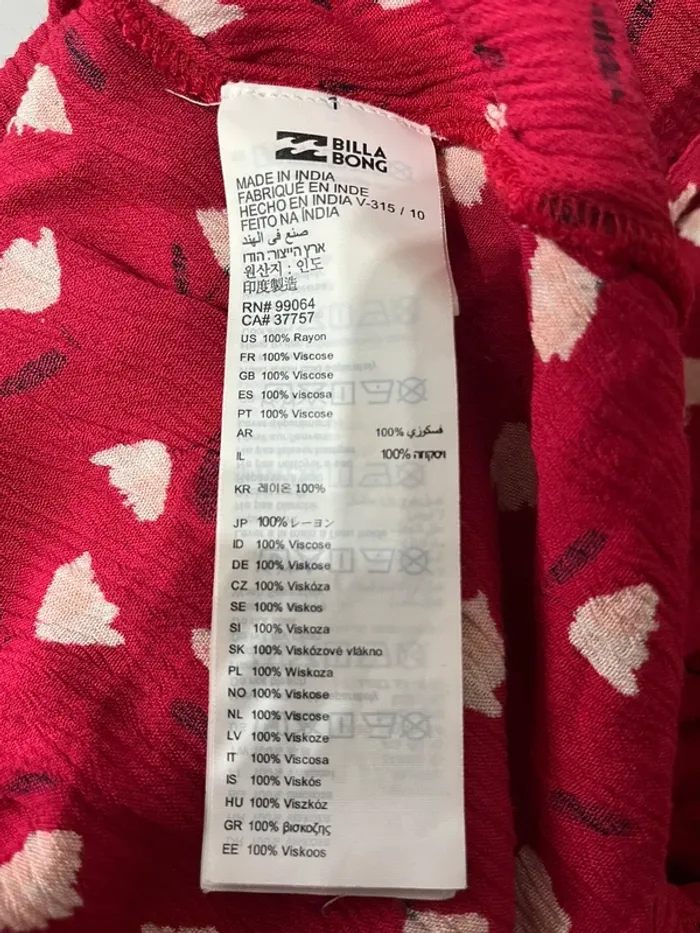 BILLA
BONG
MADE IN INDIA
FABRIQUÉ EN INDE
HECHO EN INDIA V-315 / 10
FEITO NA ÍNDIA
صنع في الهند
ארץ הייצור: הודו
원산지 : 인도
印度製造
RN# 99064
CA# 37757
US 100% Rayon
FR 100% Viscose
GB 100% Viscose
ES 100% viscosa
PT 100% Viscose
AR 100% فسكوزي
IL 100% ויסקוזה
KR 레이온 100%
JP 100%レーヨン
ID 100% Viscose
DE 100% Viskose
CZ 100% Viskóza
SE 100% Viskos
SI 100% Viskoza
SK 100% Viskózové vlákno
PL 100% Wiskoza
NO 100% Viskose
NL 100% Viscose
LV 100% Viskoze
IT 100% Viscosa
IS 100% Viskós
HU 100% Viszkóz
GR 100% βισκοζης
EE 100% Viskoos